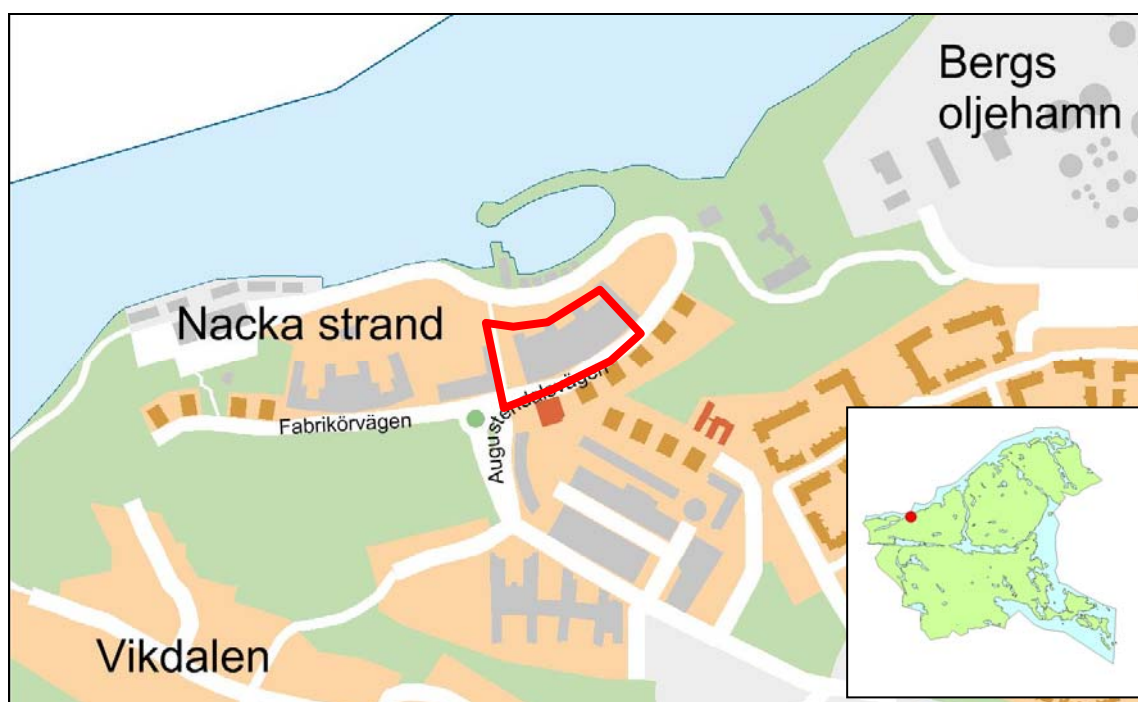 Bergs
oljehamn
Nacka strand
Fabrikörvägen
Augustendalsvägen
Vikdalen